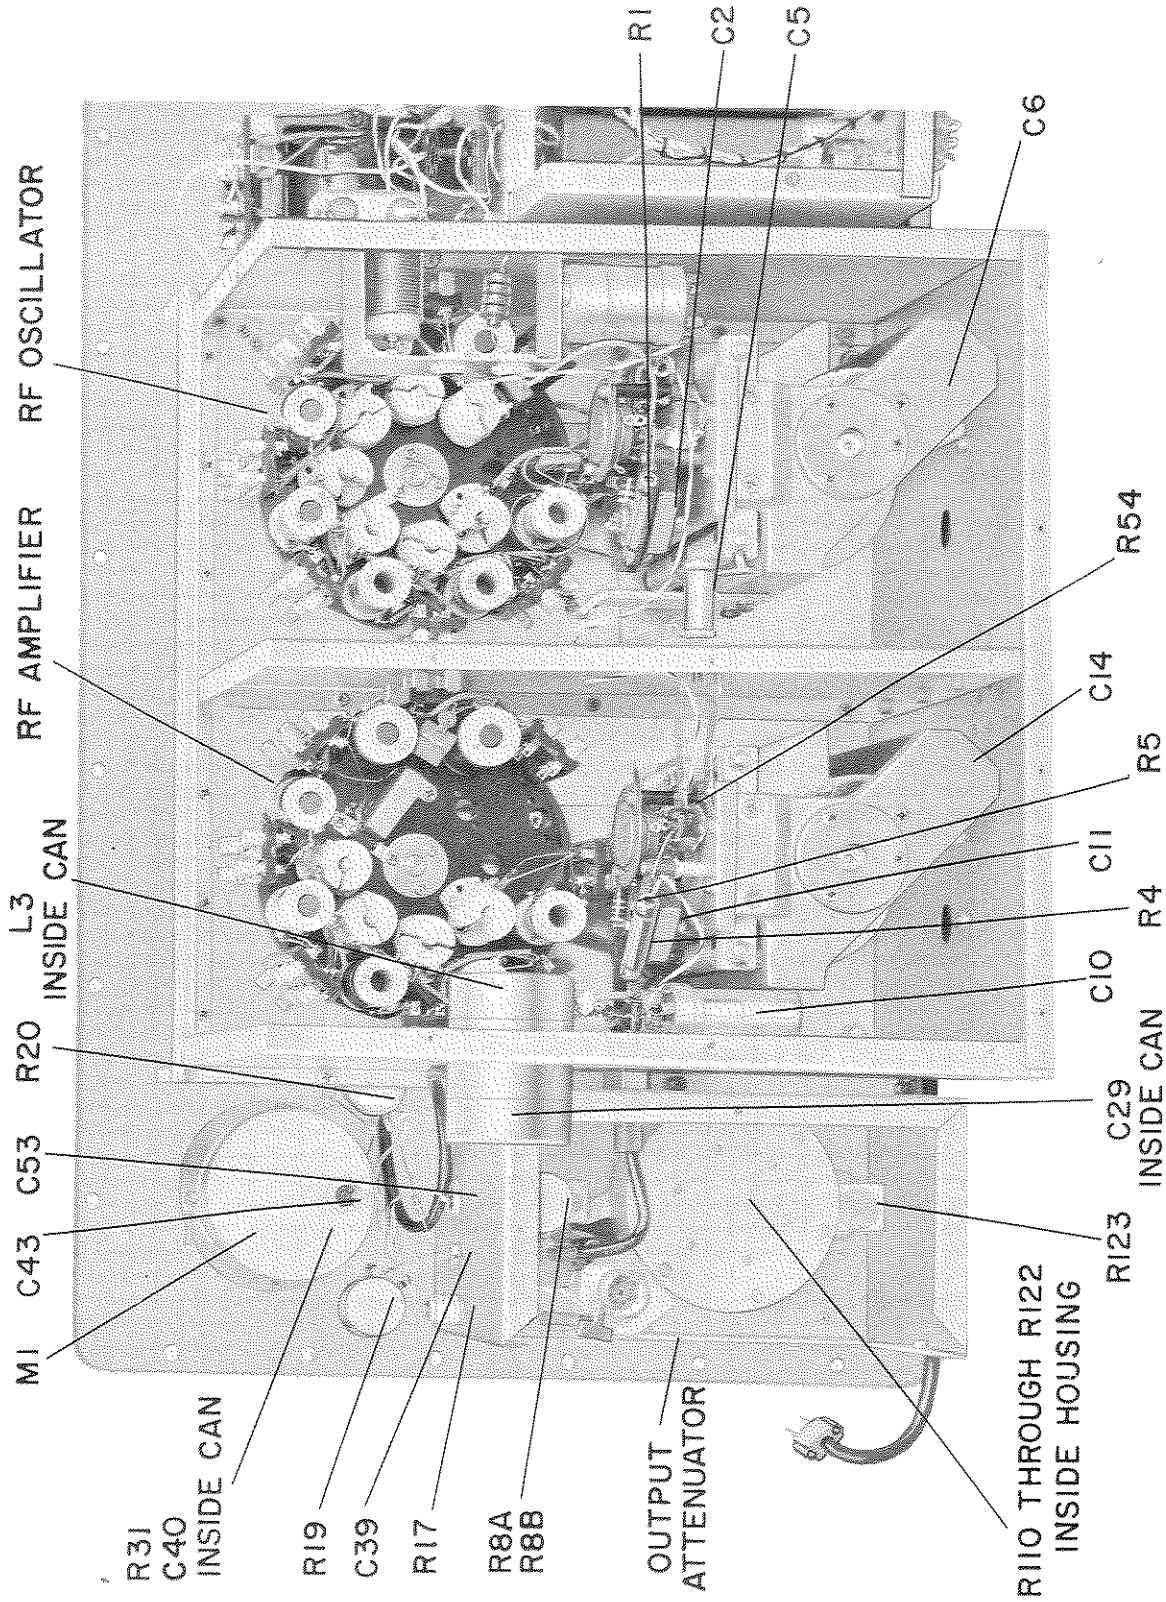 M1
C43
C53
R20
L3
INSIDE CAN
RF AMPLIFIER
RF OSCILLATOR
R31
C40
INSIDE CAN
R19
C39
R17
R8A
R8B
OUTPUT
ATTENUATOR
R110 THROUGH R122
INSIDE HOUSING
R123
C29
INSIDE CAN
C10
R4
C11
R5
C14
R54
C6
C5
C2
R1